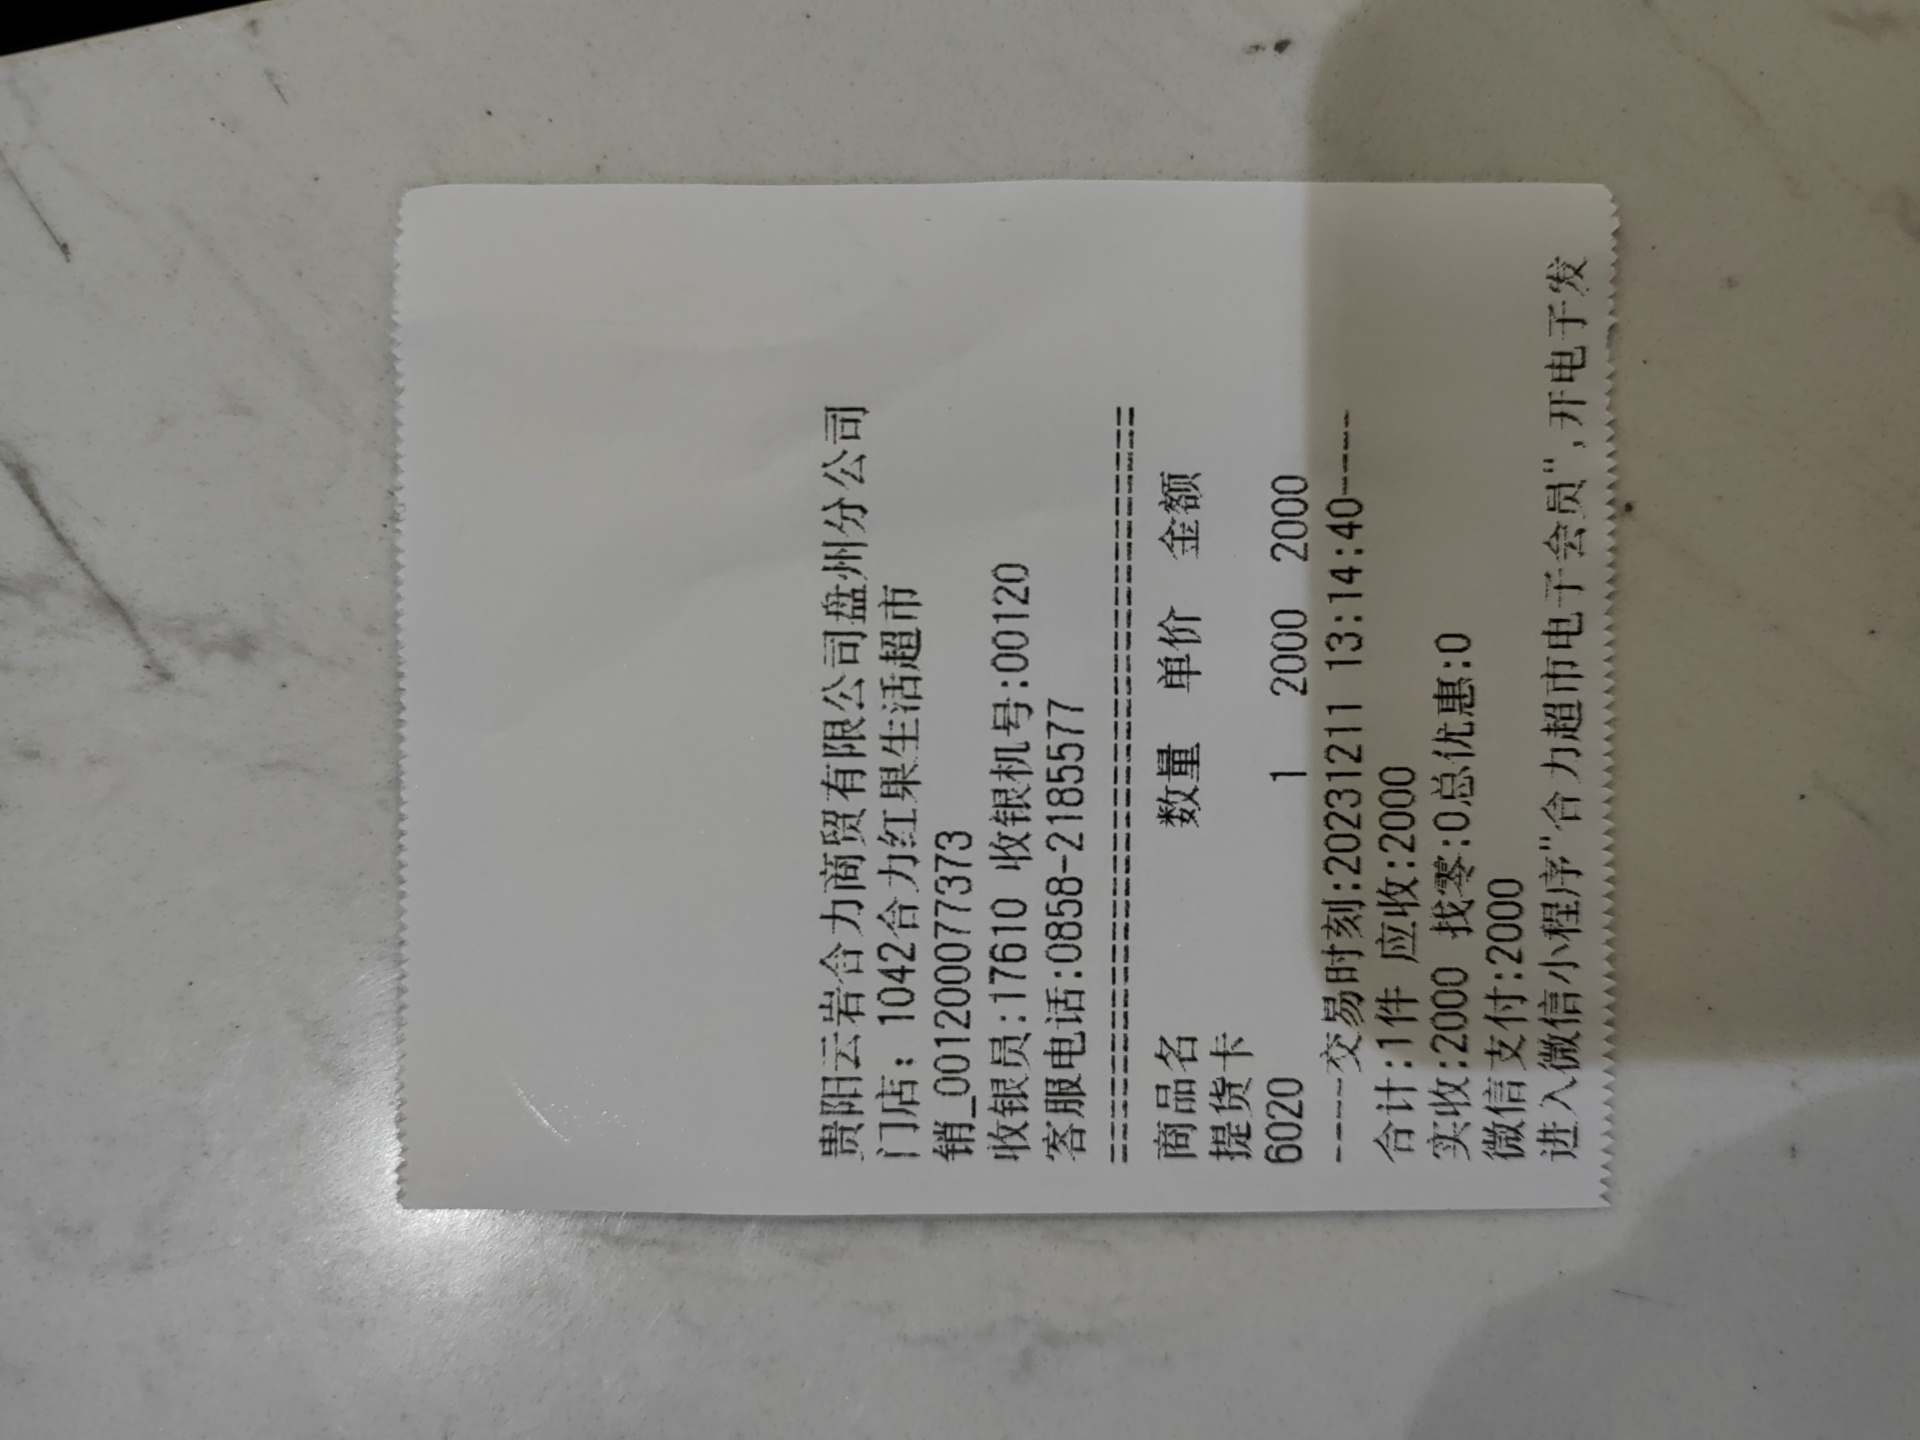 贵阳云岩合力商贸有限公司盘州分公司
门店：1042合力红果生活超市
销_00120007​7373
收银员:17610 收银机号:00120
客服电话:0858-2185577
================================
商品名 数量 单价 金额
提货卡
6020 1 2000 2000
-----交易时刻:20231211 13:14:40-----
合计:1件 应收:2000
实收:2000 找零:0总优惠:0
微信支付:2000
进入微信小程序"合力超市电子会员",开电子发